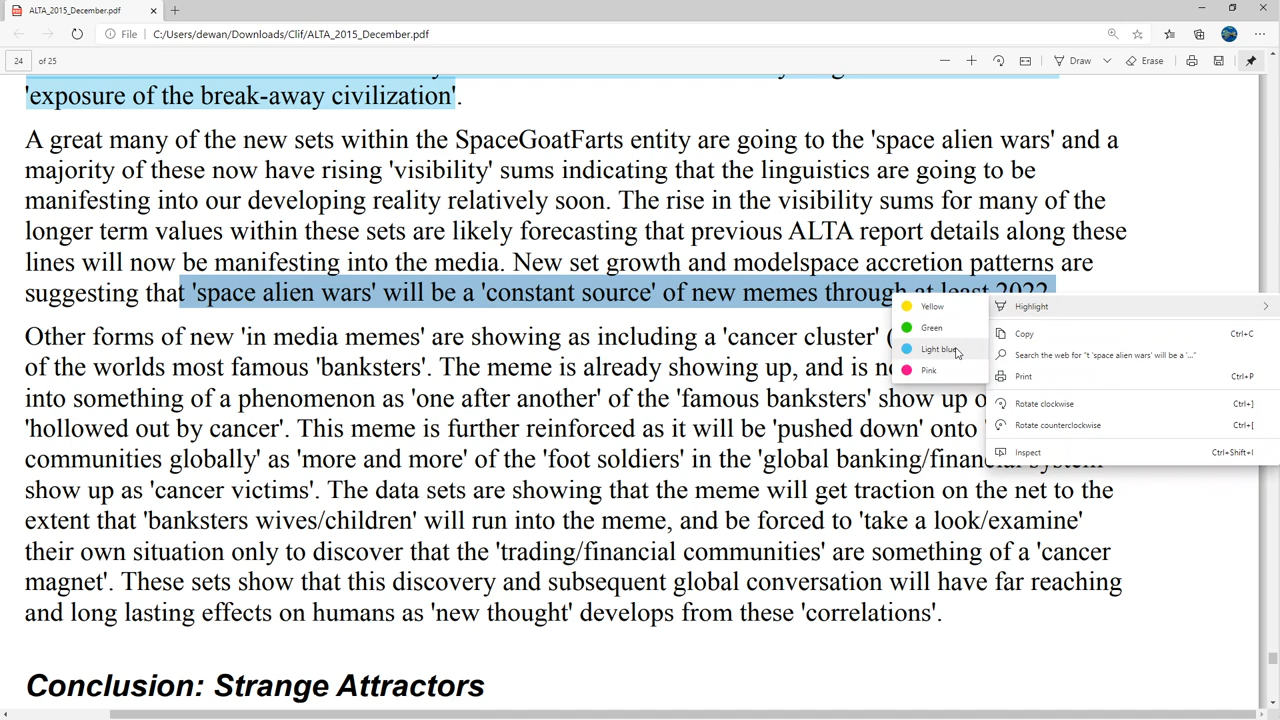 ALTA_2015_December.pdf
File C:/Users/dewan/Downloads/Clif/ALTA_2015_December.pdf
24 of 25 Draw Erase
'exposure of the break-away civilization'.
A great many of the new sets within the SpaceGoatFarts entity are going to the 'space alien wars' and a
majority of these now have rising 'visibility' sums indicating that the linguistics are going to be
manifesting into our developing reality relatively soon. The rise in the visibility sums for many of the
longer term values within these sets are likely forecasting that previous ALTA report details along these
lines will now be manifesting into the media. New set growth and modelspace accretion patterns are
suggesting that 'space alien wars' will be a 'constant source' of new memes through at least 2022.
Other forms of new 'in media memes' are showing as including a 'cancer cluster' (
of the worlds most famous 'banksters'. The meme is already showing up, and is
into something of a phenomenon as 'one after another' of the 'famous banksters' show up
'hollowed out by cancer'. This meme is further reinforced as it will be 'pushed down' onto '
communities globally' as 'more and more' of the 'foot soldiers' in the 'global banking/financial system'
show up as 'cancer victims'. The data sets are showing that the meme will get traction on the net to the
extent that 'banksters wives/children' will run into the meme, and be forced to 'take a look/examine'
their own situation only to discover that the 'trading/financial communities' are something of a 'cancer
magnet'. These sets show that this discovery and subsequent global conversation will have far reaching
and long lasting effects on humans as 'new thought' develops from these 'correlations'.
Conclusion: Strange Attractors
Yellow
Green
Light blue
Pink
Highlight
Copy Ctrl+C
Search the web for "t 'space alien wars' will be a '..."
Print Ctrl+P
Rotate clockwise Ctrl+]
Rotate counterclockwise Ctrl+[
Inspect Ctrl+Shift+I